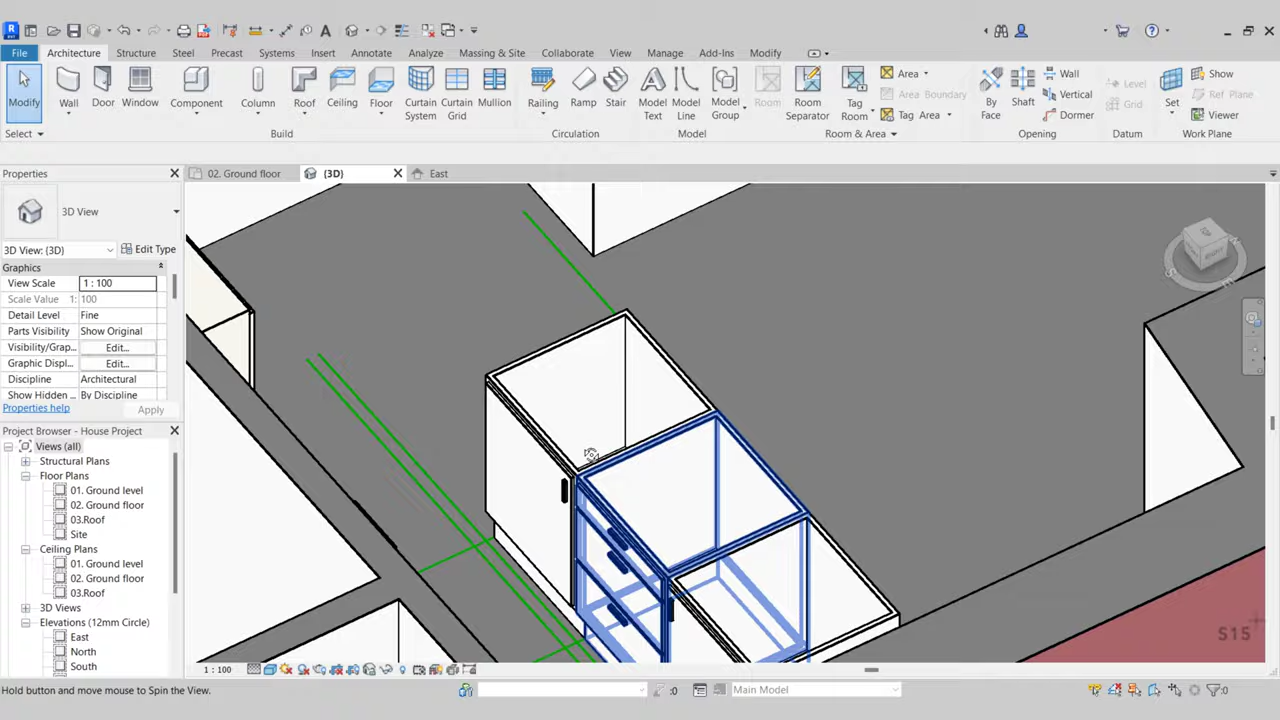 File Architecture Structure Steel Precast Systems Insert Annotate Analyze Massing & Site Collaborate View Manage Add-Ins Modify
Modify Wall Door Window Component Column Roof Ceiling Floor Curtain System Curtain Grid Mullion Railing Ramp Stair Model Text Model Line Model Group Room Room Separator Tag Room Area Area Boundary Tag Area By Face Shaft Wall Vertical Dormer Level Grid Set Show Ref Plane Viewer
Select Build Circulation Model Room & Area Opening Datum Work Plane
Properties
02. Ground floor {3D} East
3D View
3D View: {3D} Edit Type
Graphics
View Scale 1 : 100
Scale Value 1: 100
Detail Level Fine
Parts Visibility Show Original
Visibility/Grap... Edit...
Graphic Displ... Edit...
Discipline Architectural
Show Hidden By Discipline
Properties help Apply
Project Browser - House Project
Views (all)
Structural Plans
Floor Plans
01. Ground level
02. Ground floor
03.Roof
Site
Ceiling Plans
01. Ground level
02. Ground floor
03.Roof
3D Views
Elevations (12mm Circle)
East
North
South
S15
1 : 100
Hold button and move mouse to Spin the View. :0 Main Model :0